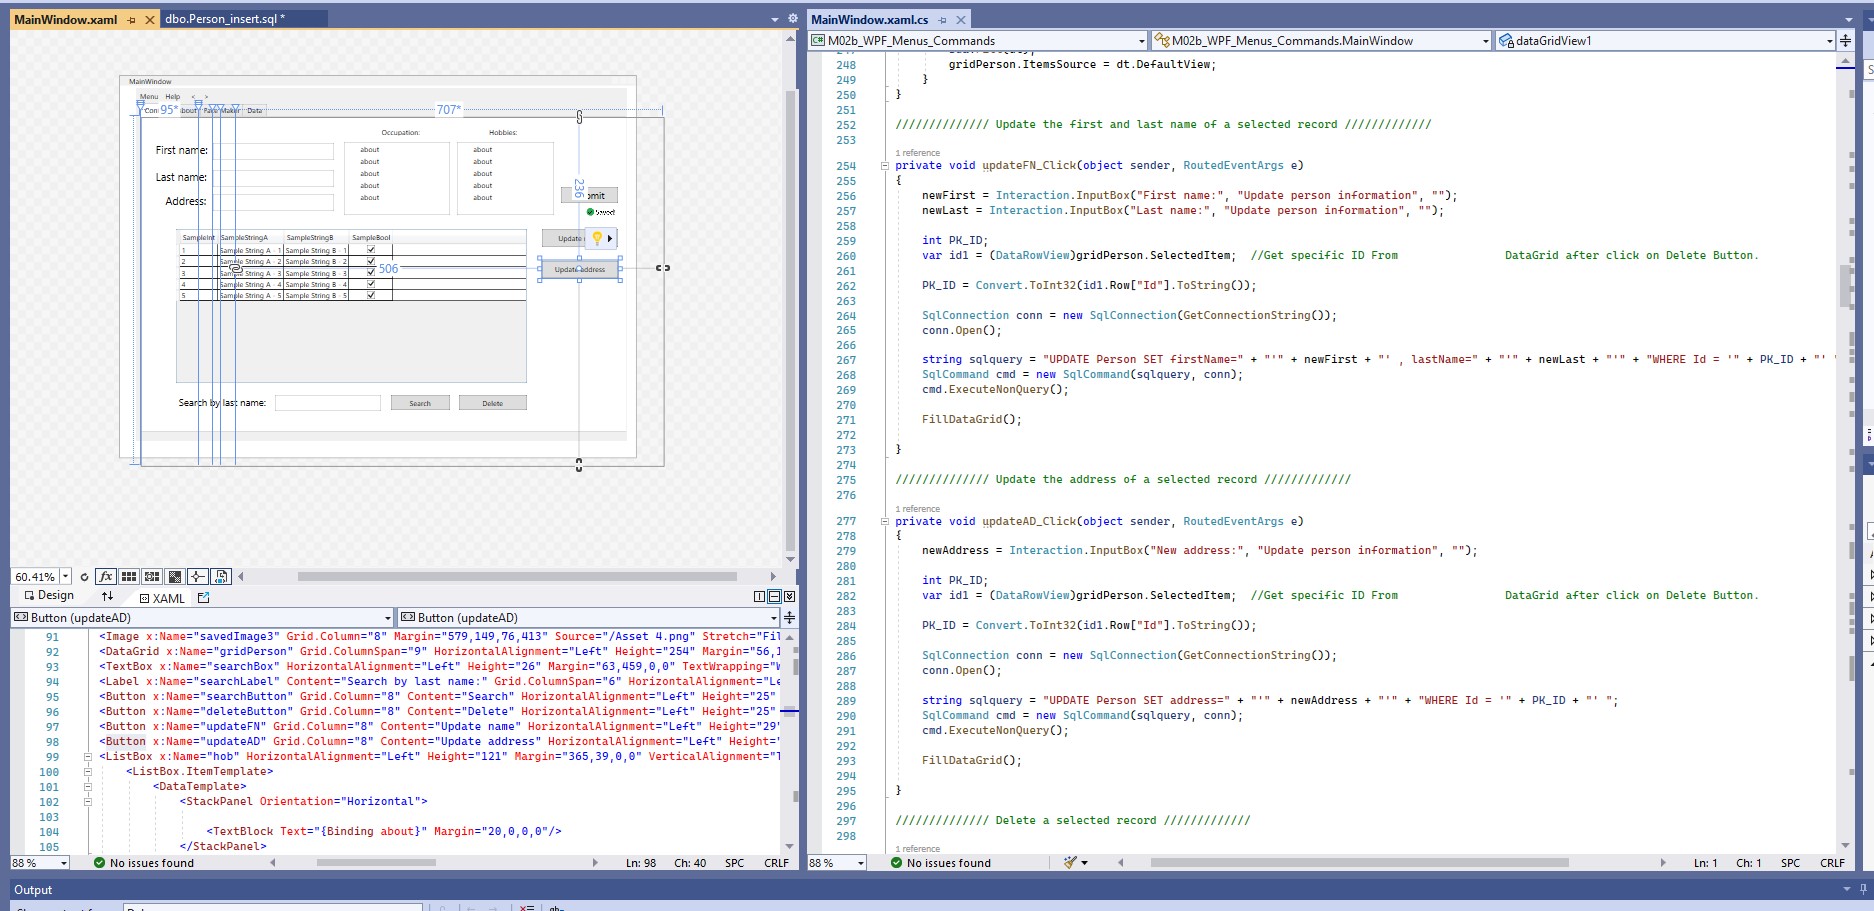 MainWindow.xaml
dbo.Person_insert.sql *
MainWindow
Menu Help < >
95* Data
707*
Occupation: Hobbies:
First name:
Last name:
Address:
about about
about about
about about
about about
about about
236
Saved!
SampleInt SampleStringA SampleStringB SampleBool
1 Sample String A - 1 Sample String B - 1
2 Sample String A - 2 Sample String B - 2
3 Sample String A - 3 Sample String B - 3
4 Sample String A - 4 Sample String B - 4
5 Sample String A - 5 Sample String B - 5
506
Update
Update address
Search by last name:
Search
Delete
60.41%
fx
Design
XAML
Button (updateAD)
Button (updateAD)
91 <Image x:Name="savedImage3" Grid.Column="8" Margin="579,149,76,413" Source="/Asset 4.png" Stretch="Fil
92 <DataGrid x:Name="gridPerson" Grid.ColumnSpan="9" HorizontalAlignment="Left" Height="254" Margin="56,1
93 <TextBox x:Name="searchBox" HorizontalAlignment="Left" Height="26" Margin="63,459,0,0" TextWrapping="W
94 <Label x:Name="searchLabel" Content="Search by last name:" Grid.ColumnSpan="6" HorizontalAlignment="Le
95 <Button x:Name="searchButton" Grid.Column="8" Content="Search" HorizontalAlignment="Left" Height="25"
96 <Button x:Name="deleteButton" Grid.Column="8" Content="Delete" HorizontalAlignment="Left" Height="25"
97 <Button x:Name="updateFN" Grid.Column="8" Content="Update name" HorizontalAlignment="Left" Height="29"
98 <Button x:Name="updateAD" Grid.Column="8" Content="Update address" HorizontalAlignment="Left" Height="
99 <ListBox x:Name="hob" HorizontalAlignment="Left" Height="121" Margin="365,39,0,0" VerticalAlignment="T
100 <ListBox.ItemTemplate>
101 <DataTemplate>
102 <StackPanel Orientation="Horizontal">
103
104 <TextBlock Text="{Binding about}" Margin="20,0,0,0"/>
105 </StackPanel>
88 %
No issues found
Ln: 98 Ch: 40 SPC CRLF
MainWindow.xaml.cs
M02b_WPF_Menus_Commands
M02b_WPF_Menus_Commands.MainWindow
dataGridView1
248 gridPerson.ItemsSource = dt.DefaultView;
249 }
250 }
251
252 ////////////// Update the first and last name of a selected record /////////////
253
1 reference
254 private void updateFN_Click(object sender, RoutedEventArgs e)
255 {
256 newFirst = Interaction.InputBox("First name:", "Update person information", "");
257 newLast = Interaction.InputBox("Last name:", "Update person information", "");
258
259 int PK_ID;
260 var id1 = (DataRowView)gridPerson.SelectedItem; //Get specific ID From DataGrid after click on Delete Button.
261
262 PK_ID = Convert.ToInt32(id1.Row["Id"].ToString());
263
264 SqlConnection conn = new SqlConnection(GetConnectionString());
265 conn.Open();
266
267 string sqlquery = "UPDATE Person SET firstName=" + "'" + newFirst + "' , lastName=" + "'" + newLast + "'" + "WHERE Id = '" + PK_ID + "' '
268 SqlCommand cmd = new SqlCommand(sqlquery, conn);
269 cmd.ExecuteNonQuery();
270
271 FillDataGrid();
272
273 }
274
275 ////////////// Update the address of a selected record /////////////
276
1 reference
277 private void updateAD_Click(object sender, RoutedEventArgs e)
278 {
279 newAddress = Interaction.InputBox("New address:", "Update person information", "");
280
281 int PK_ID;
282 var id1 = (DataRowView)gridPerson.SelectedItem; //Get specific ID From DataGrid after click on Delete Button.
283
284 PK_ID = Convert.ToInt32(id1.Row["Id"].ToString());
285
286 SqlConnection conn = new SqlConnection(GetConnectionString());
287 conn.Open();
288
289 string sqlquery = "UPDATE Person SET address=" + "'" + newAddress + "'" + "WHERE Id = '" + PK_ID + "' ";
290 SqlCommand cmd = new SqlCommand(sqlquery, conn);
291 cmd.ExecuteNonQuery();
292
293 FillDataGrid();
294
295 }
296
297 ////////////// Delete a selected record /////////////
298
1 reference
88 %
No issues found
Ln: 1 Ch: 1 SPC CRLF
Output